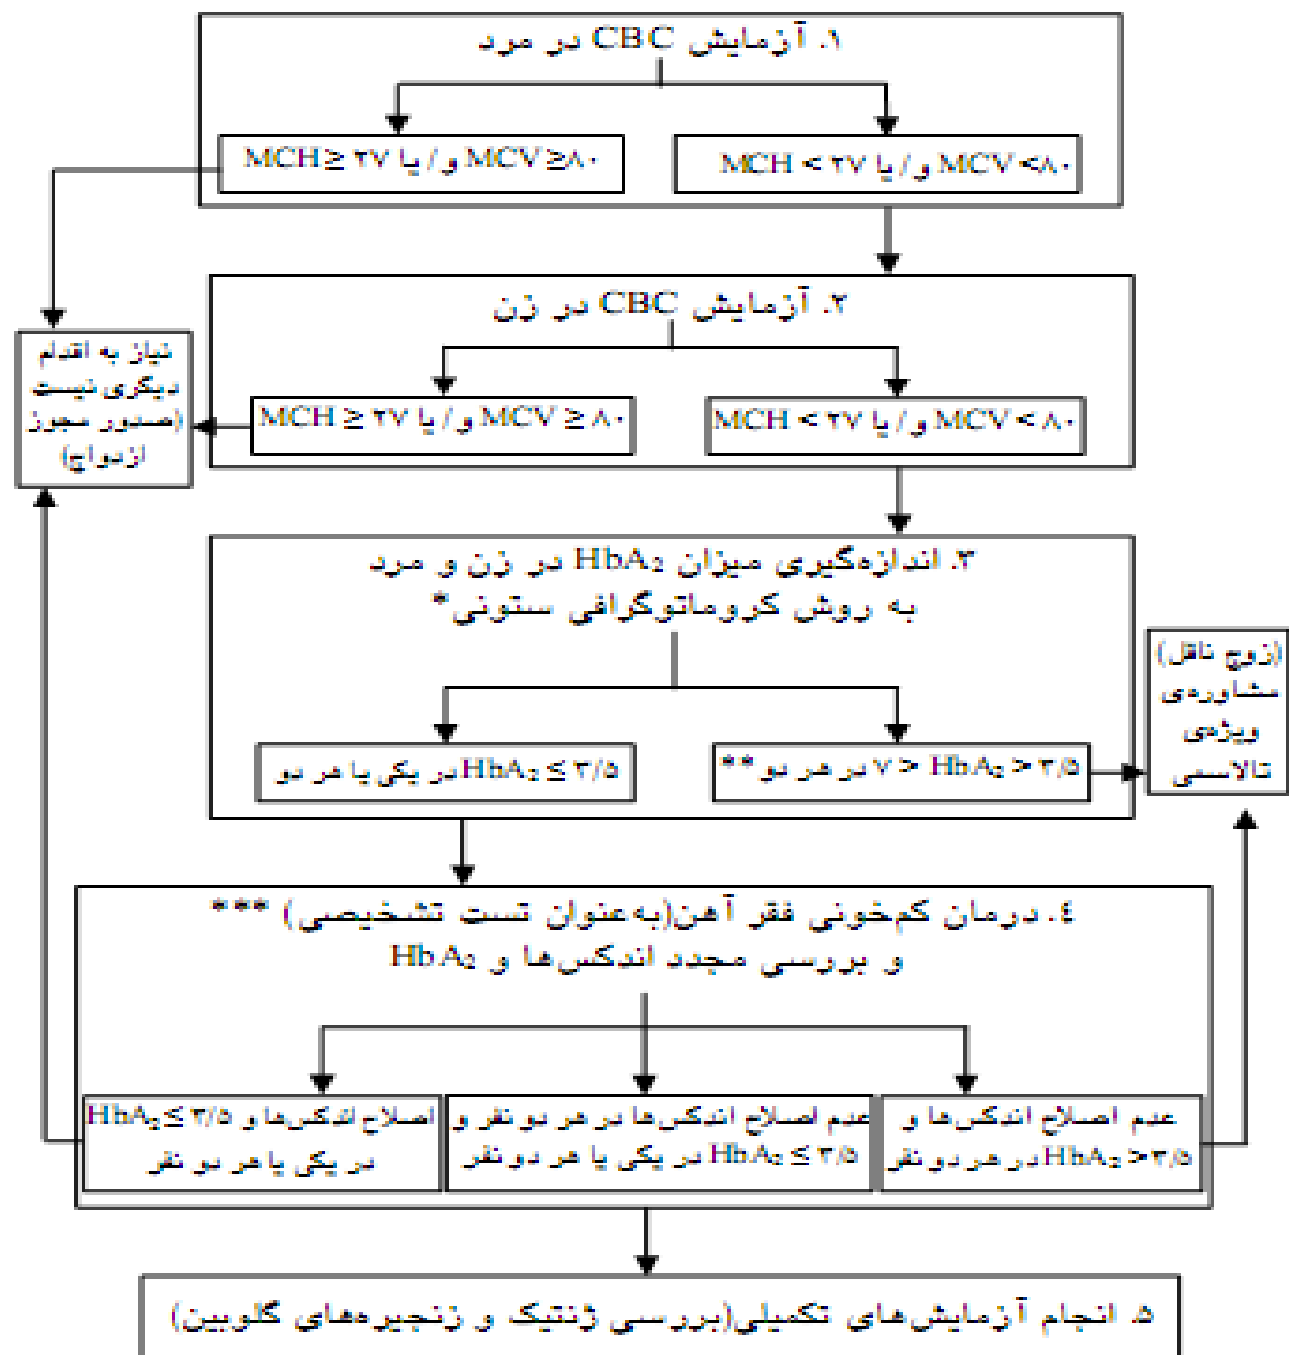 ۱. آزمایش CBC در مرد
MCV <۸۰ و / یا MCH < ۲۷
MCV ≥۸۰ و / یا MCH ≥ ۲۷
۲. آزمایش CBC در زن
MCV < ۸۰ و / یا MCH < ۲۷
MCV ≥ ۸۰ و / یا MCH ≥ ۲۷
نیاز به اقدام
دیگری نیست
(صدور مجوز
ازدواج)
۳. اندازه‌گیری میزان HbA₂ در زن و مرد
به روش کروماتوگرافی ستونی*
۷ > HbA₂ > ۳/۵ در هر دو **
HbA₂ ≤ ۳/۵ در یکی یا هر دو
(زوج ناقل)
مشاوره‌ی
ویژه‌ی
تالاسمی
۴. درمان کم‌خونی فقر آهن(به‌عنوان تست تشخیصی) ***
و بررسی مجدد اندکس‌ها و HbA₂
عدم اصلاح اندکس‌ها و
HbA₂ > ۳/۵ در هر دو نفر
عدم اصلاح اندکس‌ها در هر دو نفر و
HbA₂ ≤ ۳/۵ در یکی یا هر دو نفر
اصلاح اندکس‌ها و HbA₂ ≤ ۳/۵
در یکی یا هر دو نفر
۵. انجام آزمایش‌های تکمیلی(بررسی ژنتیک و زنجیره‌های گلوبین)